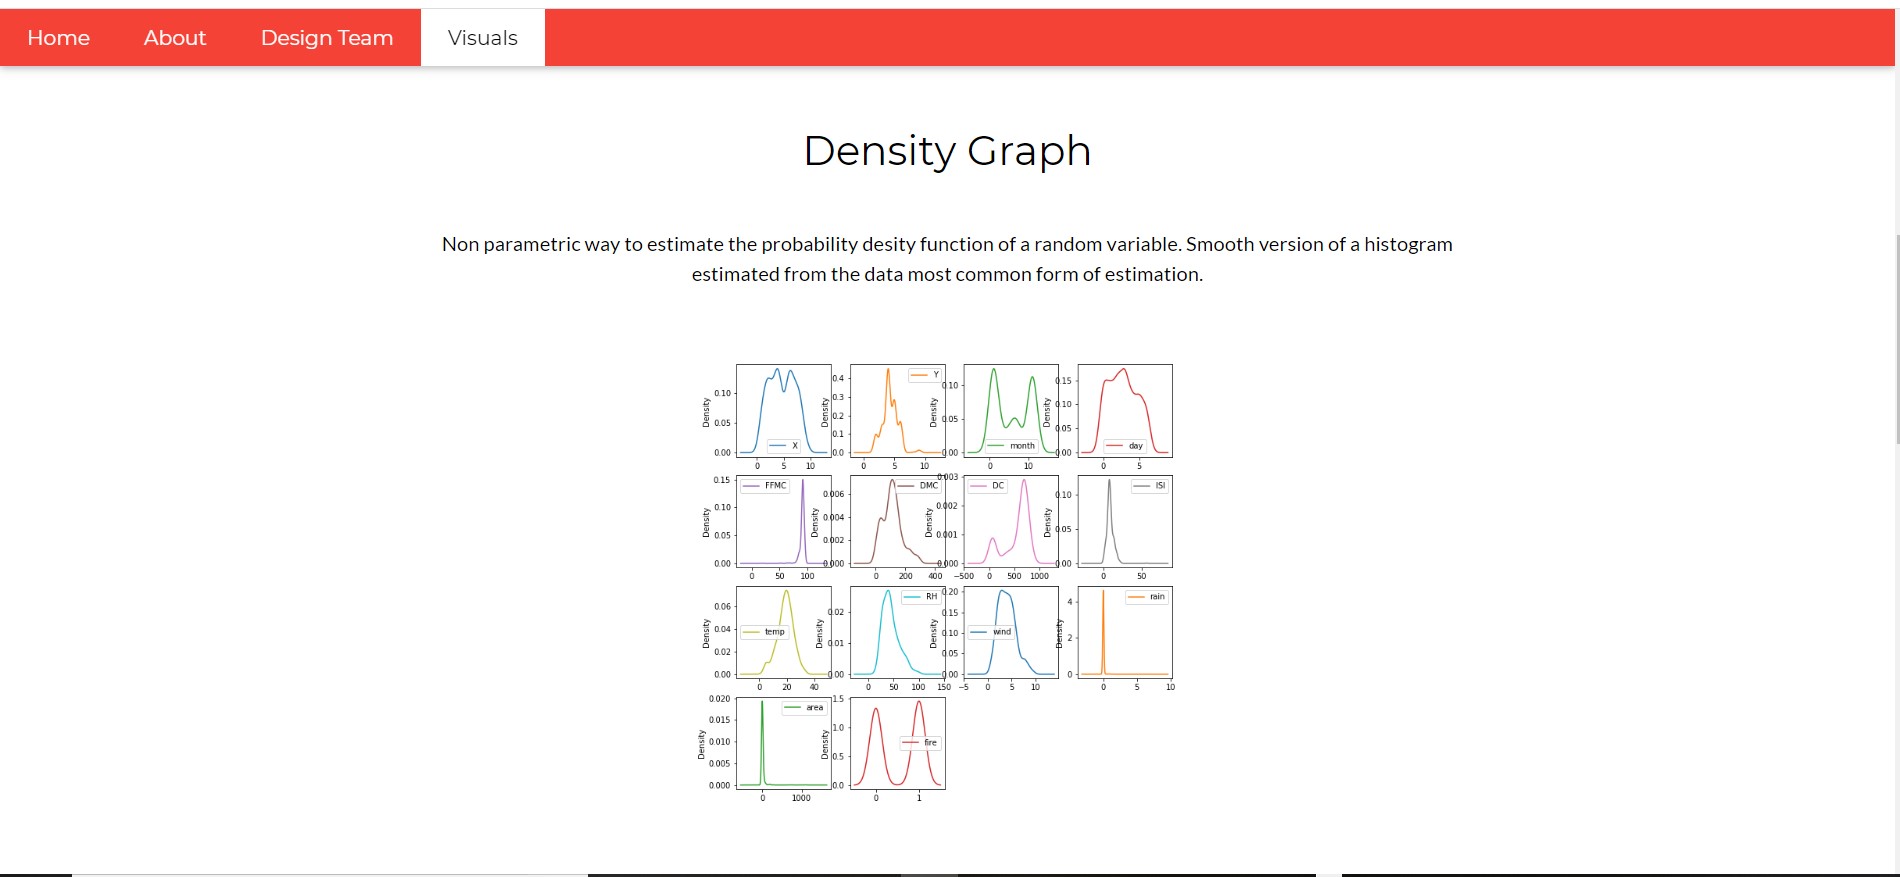 Home About Design Team Visuals
Density Graph
Non parametric way to estimate the probability desity function of a random variable. Smooth version of a histogram
estimated from the data most common form of estimation.
Density 0.10 0.05 0.00 X 0 5 10
Density 0.4 0.3 0.2 0.1 0.0 Y 0 5 10
Density 0.10 0.05 0.00 month 0 10
Density 0.15 0.10 0.05 0.00 day 0 5
Density 0.15 0.10 0.05 0.00 FFMC 0 50 100
Density 0.006 0.004 0.002 0.000 DMC 0 200 400
Density 0.003 0.002 0.001 0.000 DC −500 0 500 1000
Density 0.10 0.05 0.00 ISI 0 50
Density 0.06 0.04 0.02 0.00 temp 0 20 40
Density 0.02 0.01 0.00 RH 0 50 100 150
Density 0.20 0.15 0.10 0.05 0.00 wind −5 0 5 10
Density 4 2 0 rain 0 5 10
Density 0.020 0.015 0.010 0.005 0.000 area 0 1000
Density 1.5 1.0 0.5 0.0 fire 0 1